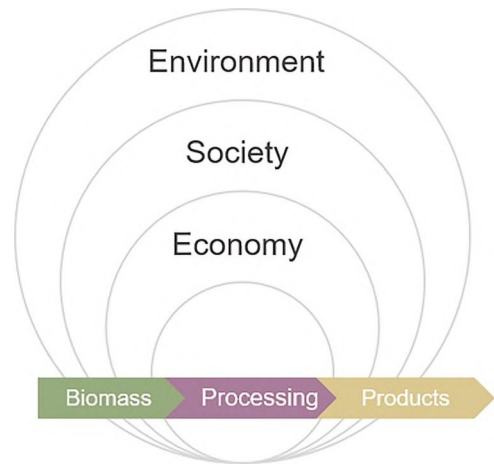 Environment
Society
Economy
Biomass Processing Products